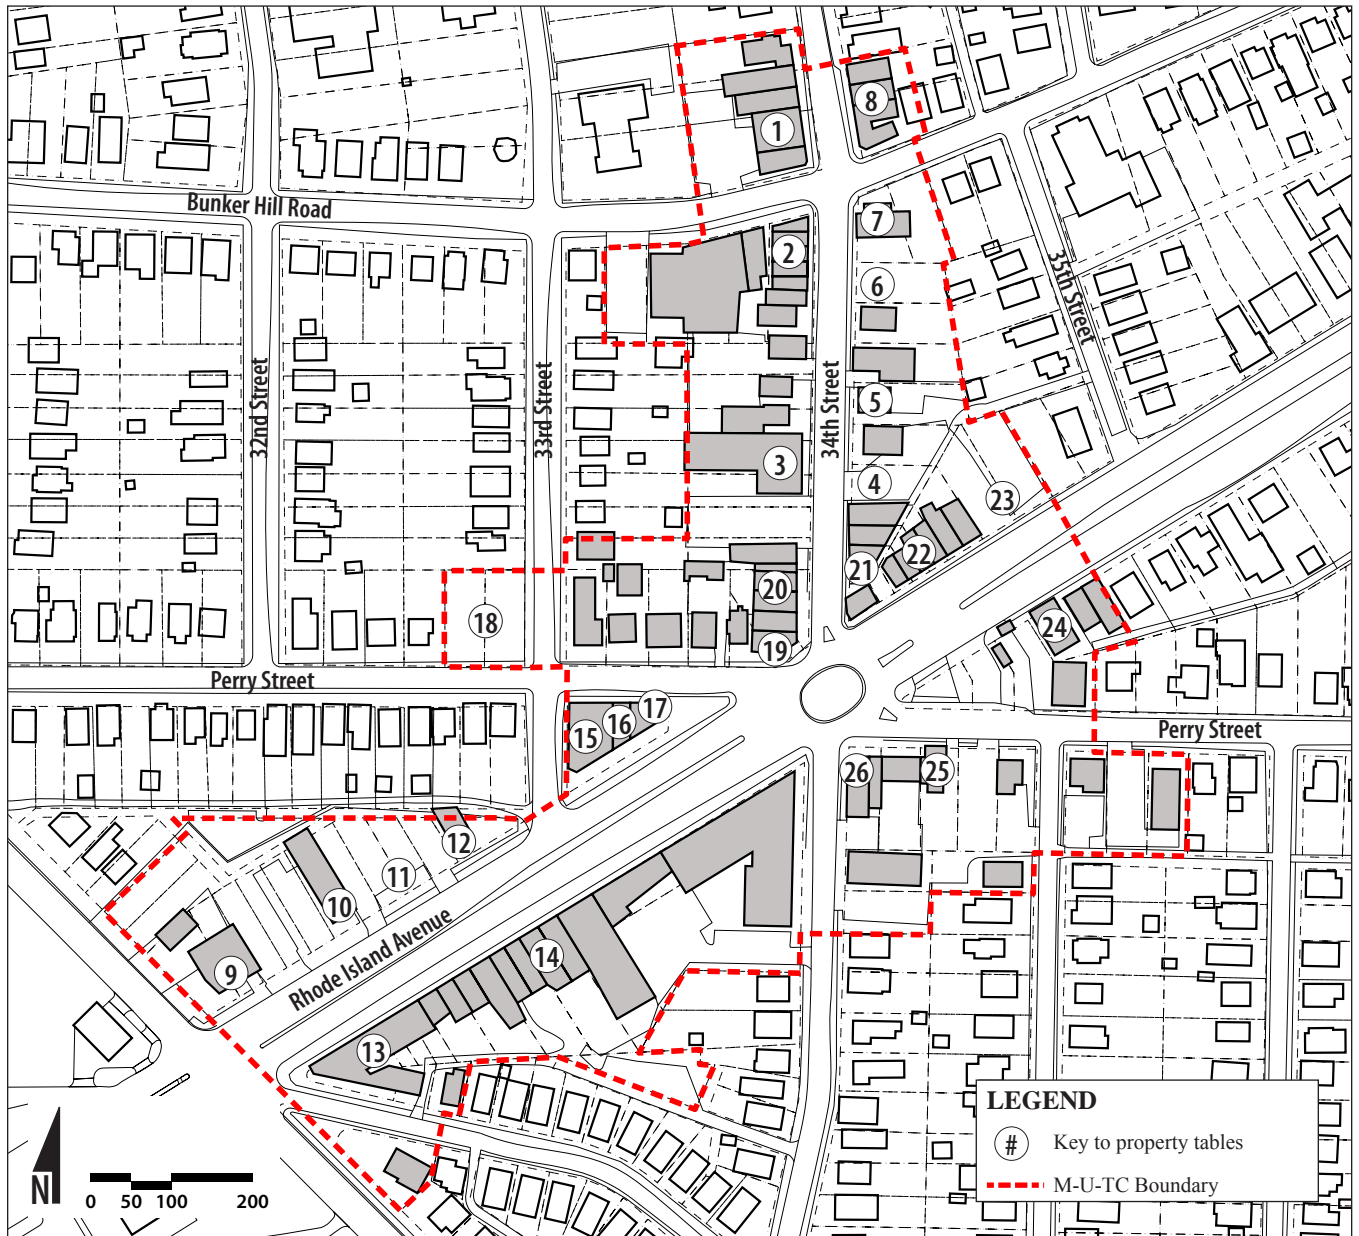 1
8
Bunker Hill Road
7
2
35th Street
6
32nd Street
33rd Street
34th Street
5
3
4
23
22
21
20
18
24
19
Perry Street
17
16
15
Perry Street
26
25
12
11
10
Rhode Island Avenue
14
9
13
LEGEND
# Key to property tables
M-U-TC Boundary
N
0 50 100 200